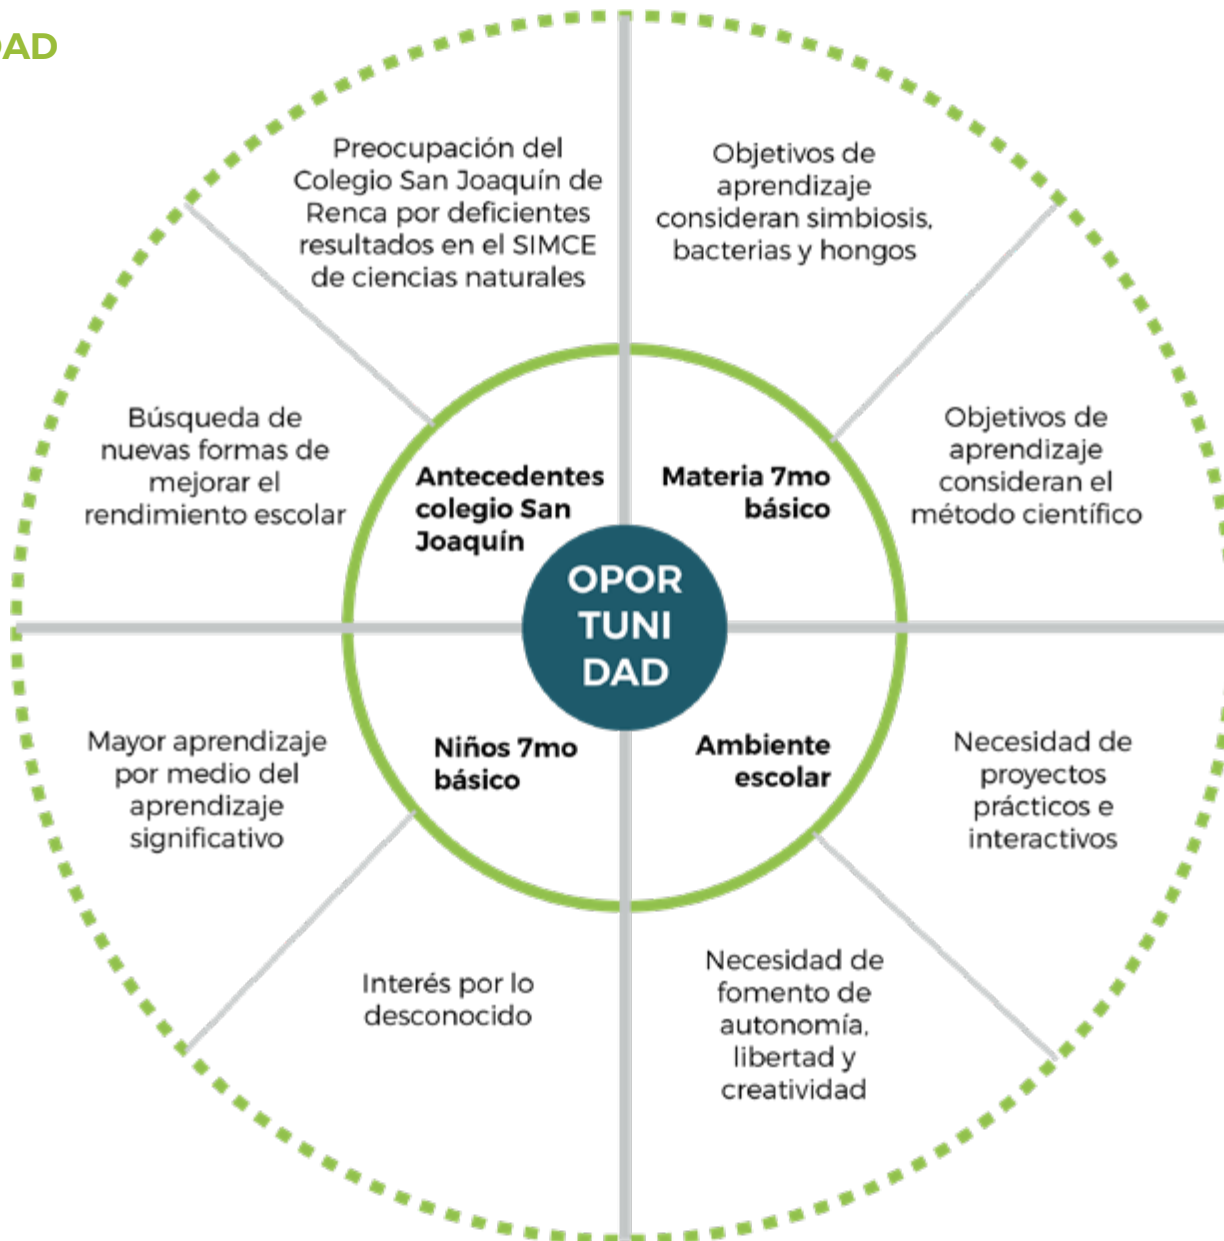 DAD
Preocupación del
Colegio San Joaquín de
Renca por deficientes
resultados en el SIMCE
de ciencias naturales
Objetivos de
aprendizaje
consideran simbiosis,
bacterias y hongos
Búsqueda de
nuevas formas de
mejorar el
rendimiento escolar
Antecedentes
colegio San
Joaquín
Materia 7mo
básico
Objetivos de
aprendizaje
consideran el
método científico
OPOR
TUNI
DAD
Mayor aprendizaje
por medio del
aprendizaje
significativo
Niños 7mo
básico
Ambiente
escolar
Necesidad de
proyectos
prácticos e
interactivos
Interés por lo
desconocido
Necesidad de
fomento de
autonomía,
libertad y
creatividad